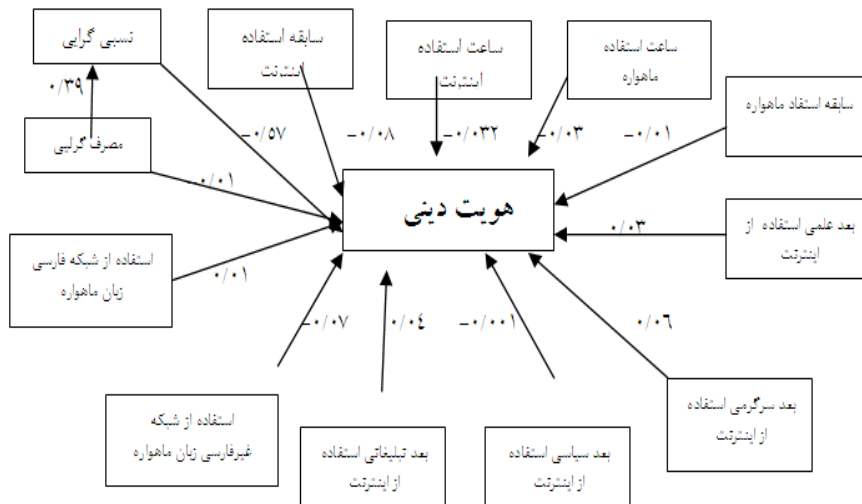 نسبی گرایی
سابقه استفاده
اینترنت
ساعت استفاده
اینترنت
ساعت استفاده
ماهواره
سابقه استفاد ماهواره
۰/۳۹
-۰/۵۷
-۰/۰۸
-۰/۰۳۲
-۰/۰۳
-۰/۰۱
مصرف گرایی
-۰/۰۱
هویت دینی
بعد علمی استفاده از
اینترنت
۰/۰۳
استفاده از شبکه فارسی
زبان ماهواره
۰/۰۱
-۰/۰۷
۰/۰٤
-۰/۰۰۱
۰/۰٦
استفاده از شبکه
غیرفارسی زبان ماهواره
بعد تبلیغاتی استفاده
از اینترنت
بعد سیاسی استفاده
از اینترنت
بعد سرگرمی استفاده
از اینترنت